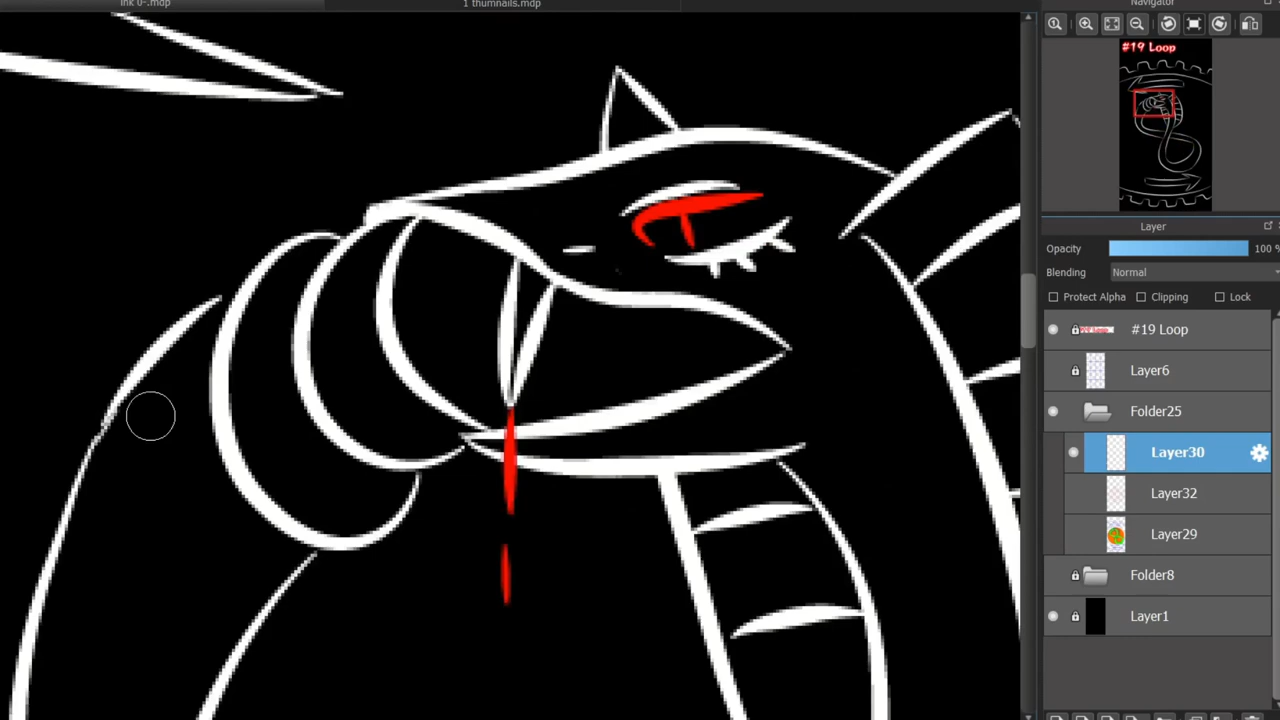 ink 0-.mdp
1 thumnails.mdp
Navigator
#19 Loop
Layer
Opacity 100 %
Blending Normal
Protect Alpha Clipping Lock
#19 Loop
Layer6
Folder25
Layer30
Layer32
Layer29
Folder8
Layer1